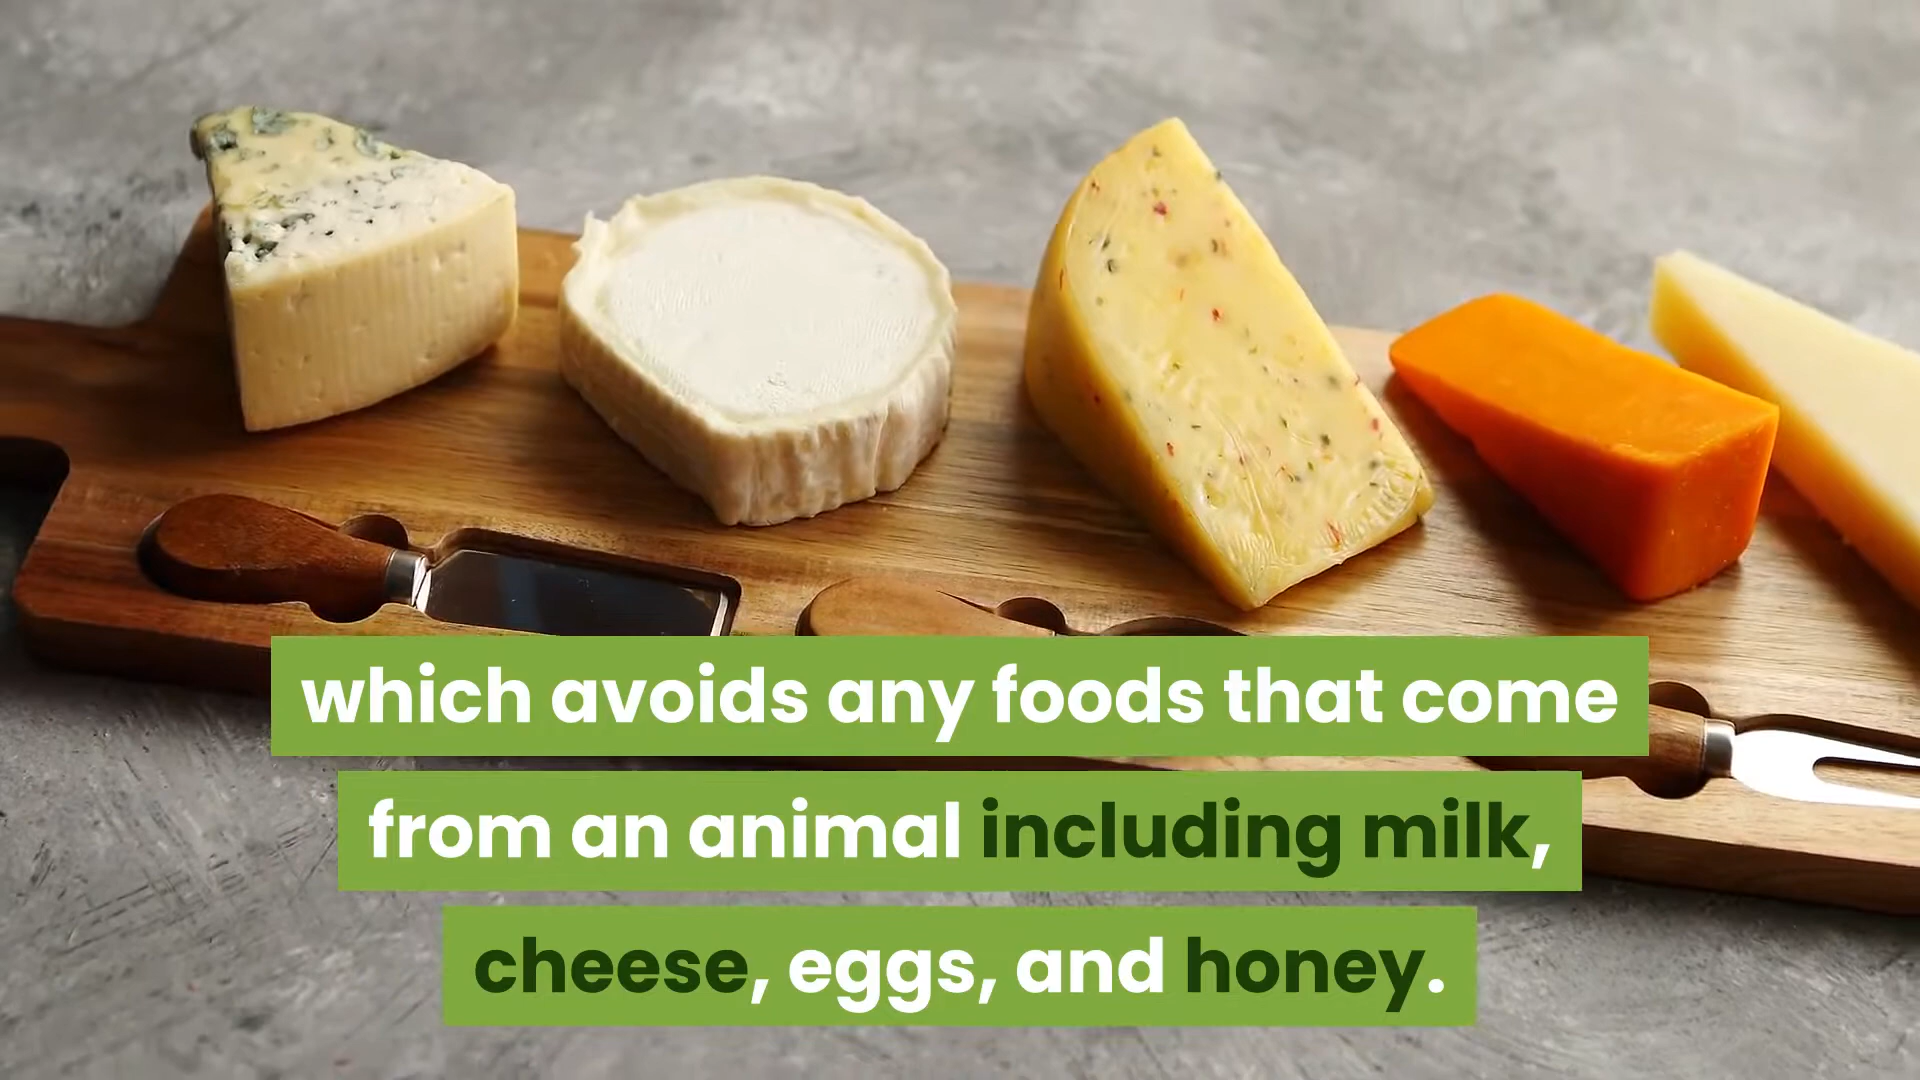 which avoids any foods that come
from an animal including milk,
cheese, eggs, and honey.